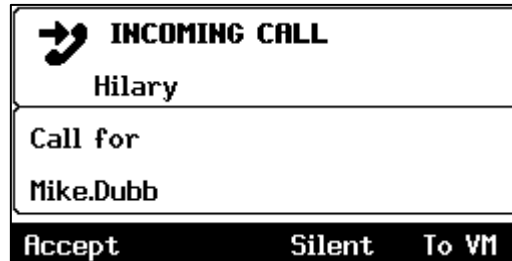 INCOMING CALL
Hilary
Call for
Mike.Dubb
Accept Silent To VM